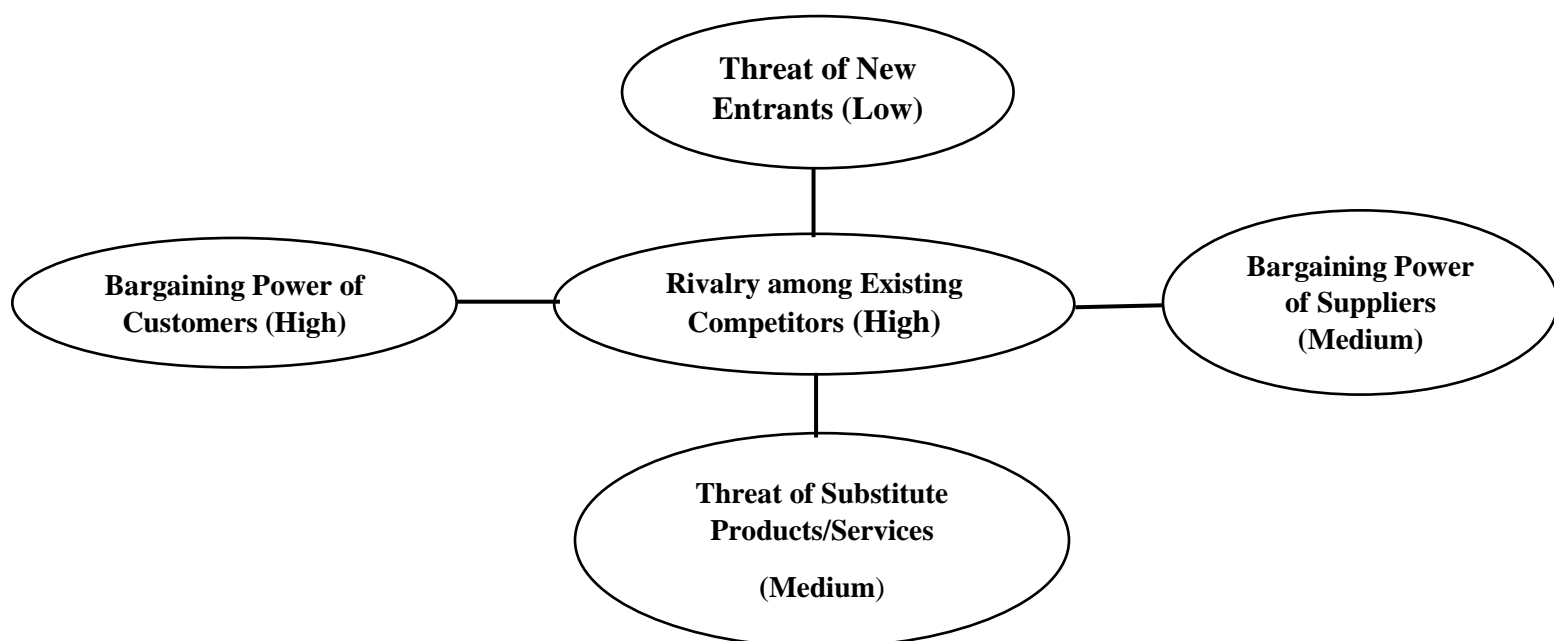 Threat of New
Entrants (Low)
Bargaining Power of
Customers (High)
Rivalry among Existing
Competitors (High)
Bargaining Power
of Suppliers
(Medium)
Threat of Substitute
Products/Services
(Medium)